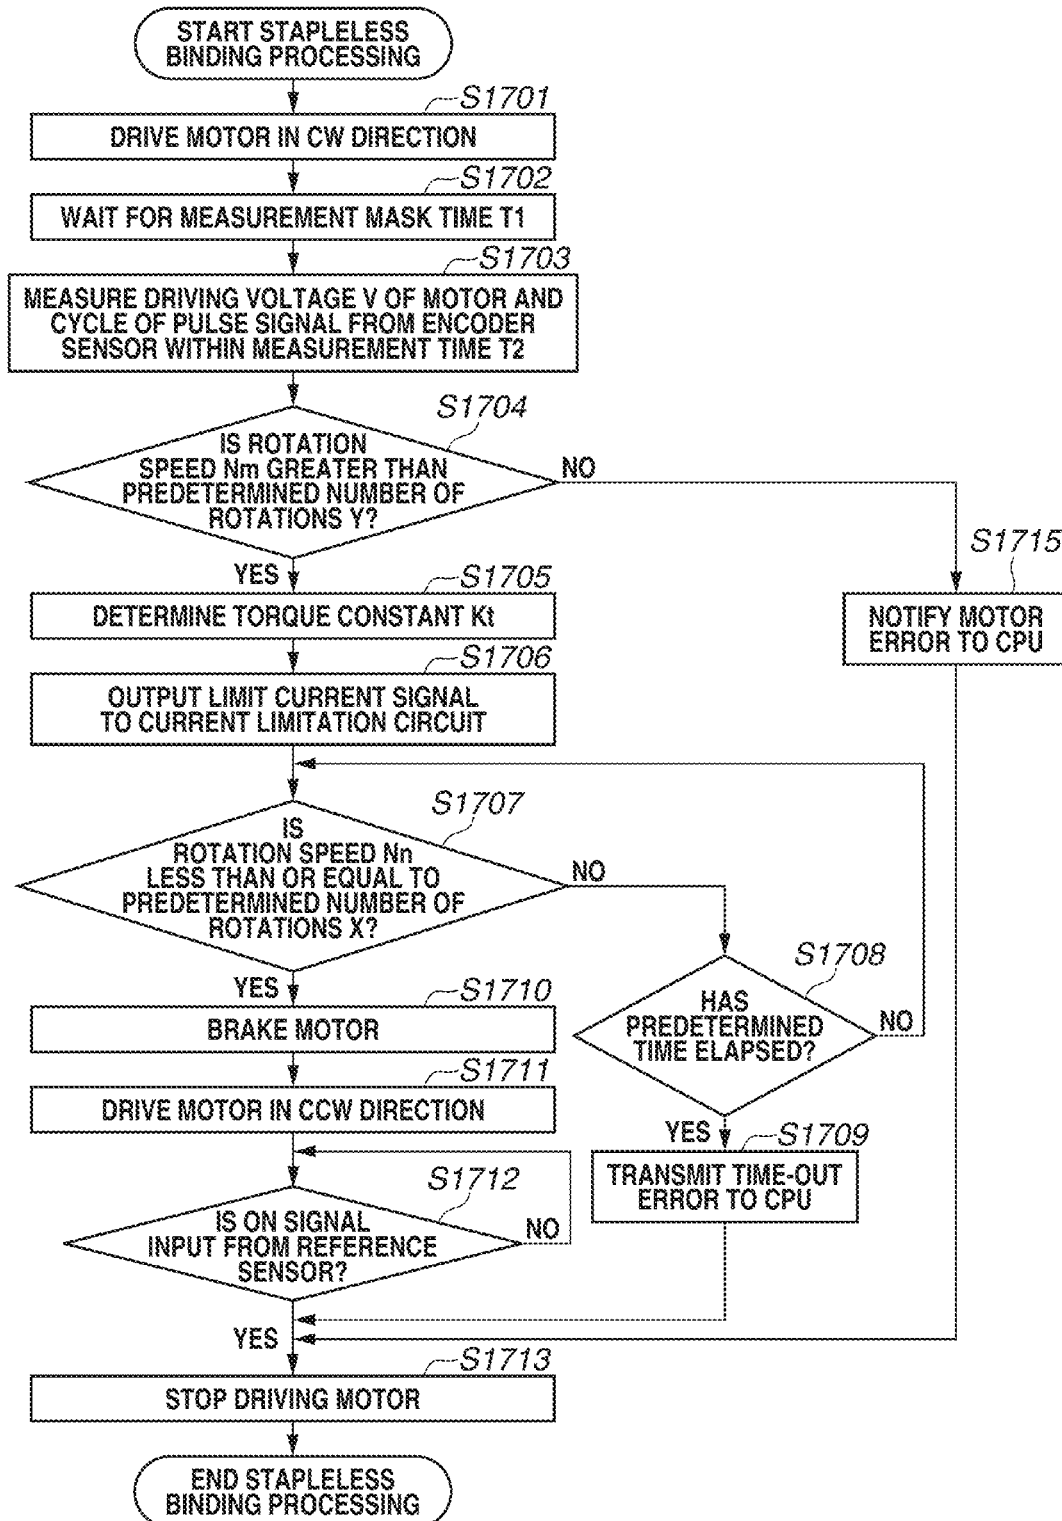 START STAPLELESS
BINDING PROCESSING
S1701
DRIVE MOTOR IN CW DIRECTION
S1702
WAIT FOR MEASUREMENT MASK TIME T1
S1703
MEASURE DRIVING VOLTAGE V OF MOTOR AND
CYCLE OF PULSE SIGNAL FROM ENCODER
SENSOR WITHIN MEASUREMENT TIME T2
S1704
IS ROTATION
SPEED Nm GREATER THAN
PREDETERMINED NUMBER OF
ROTATIONS Y?
NO
YES
S1715
NOTIFY MOTOR
ERROR TO CPU
S1705
DETERMINE TORQUE CONSTANT Kt
S1706
OUTPUT LIMIT CURRENT SIGNAL
TO CURRENT LIMITATION CIRCUIT
S1707
IS
ROTATION SPEED Nn
LESS THAN OR EQUAL TO
PREDETERMINED NUMBER OF
ROTATIONS X?
NO
YES
S1708
HAS
PREDETERMINED
TIME ELAPSED?
NO
YES
S1709
TRANSMIT TIME-OUT
ERROR TO CPU
S1710
BRAKE MOTOR
S1711
DRIVE MOTOR IN CCW DIRECTION
S1712
IS ON SIGNAL
INPUT FROM REFERENCE
SENSOR?
NO
YES
S1713
STOP DRIVING MOTOR
END STAPLELESS
BINDING PROCESSING